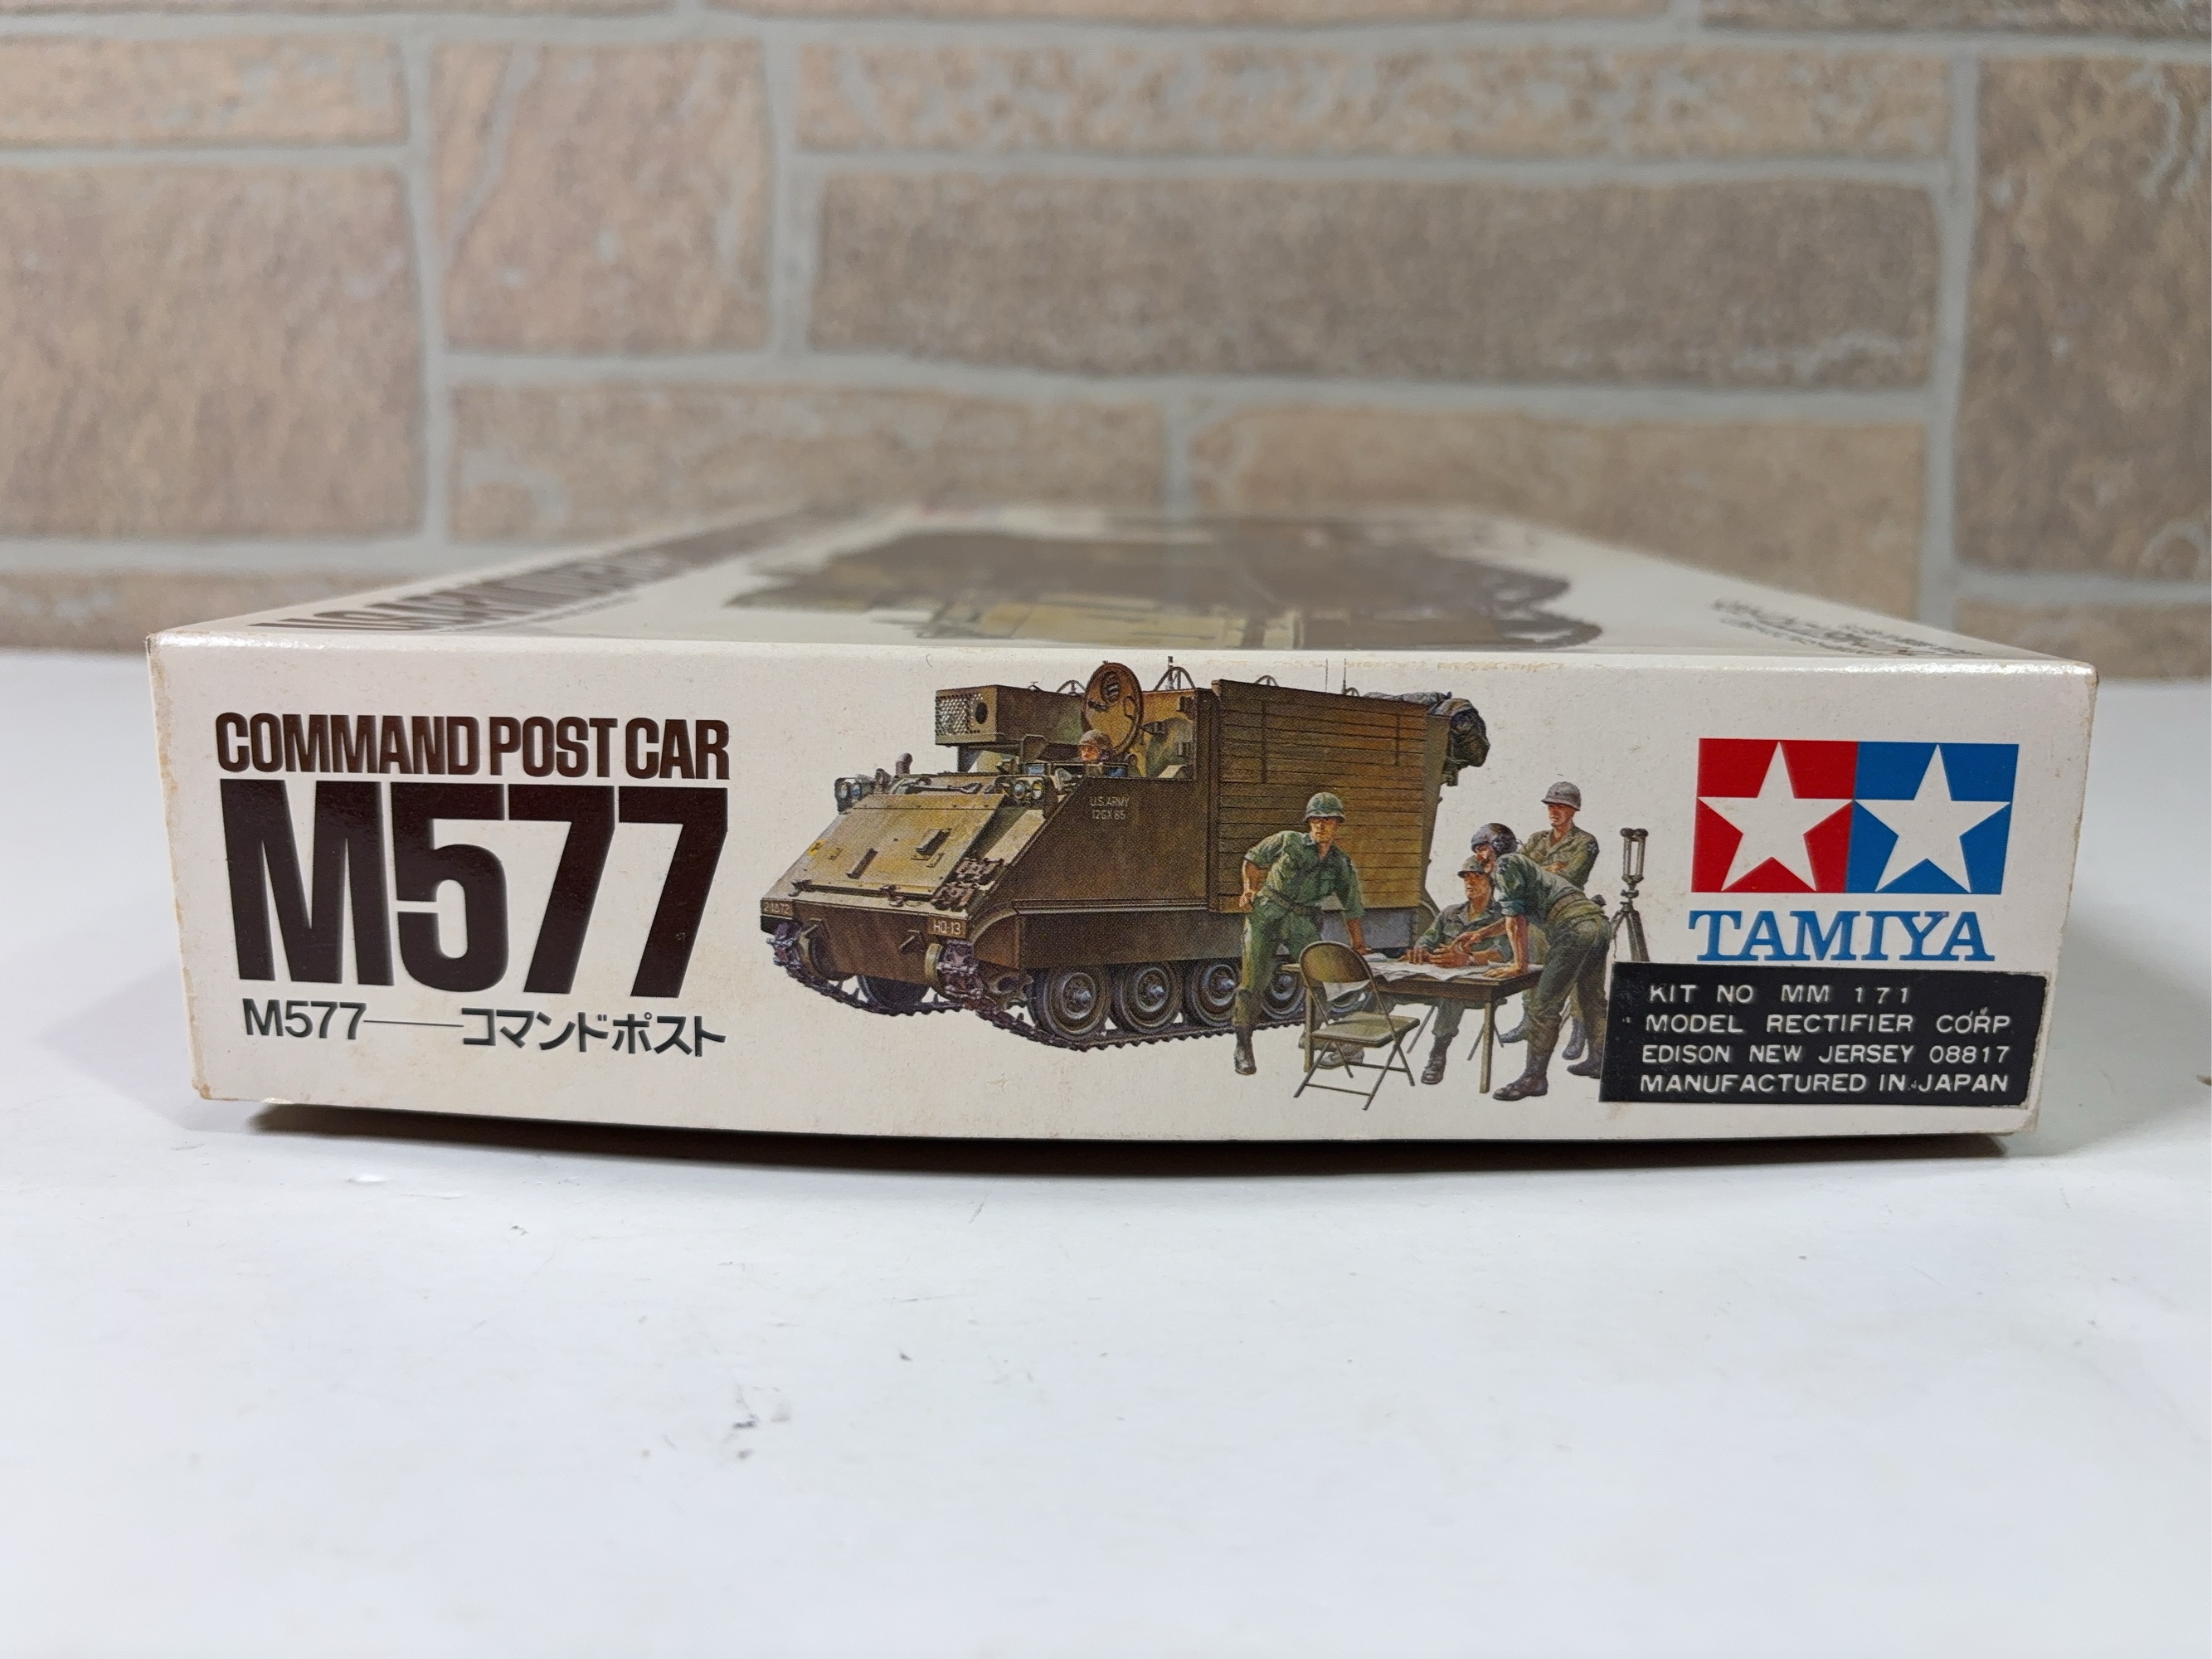 COMMAND POST CAR
M577
M577——コマンドポスト
U.S. ARMY
12GX85
HQ-13
TAMIYA
KIT NO MM 171
MODEL RECTIFIER CORP
EDISON NEW JERSEY 08817
MANUFACTURED IN JAPAN